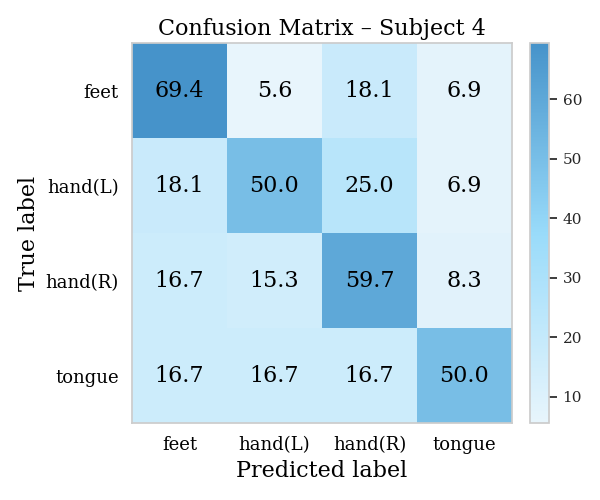 Confusion Matrix – Subject 4
feet 69.4 5.6 18.1 6.9
hand(L) 18.1 50.0 25.0 6.9
hand(R) 16.7 15.3 59.7 8.3
tongue 16.7 16.7 16.7 50.0
feet hand(L) hand(R) tongue
Predicted label
True label
60
50
40
30
20
10